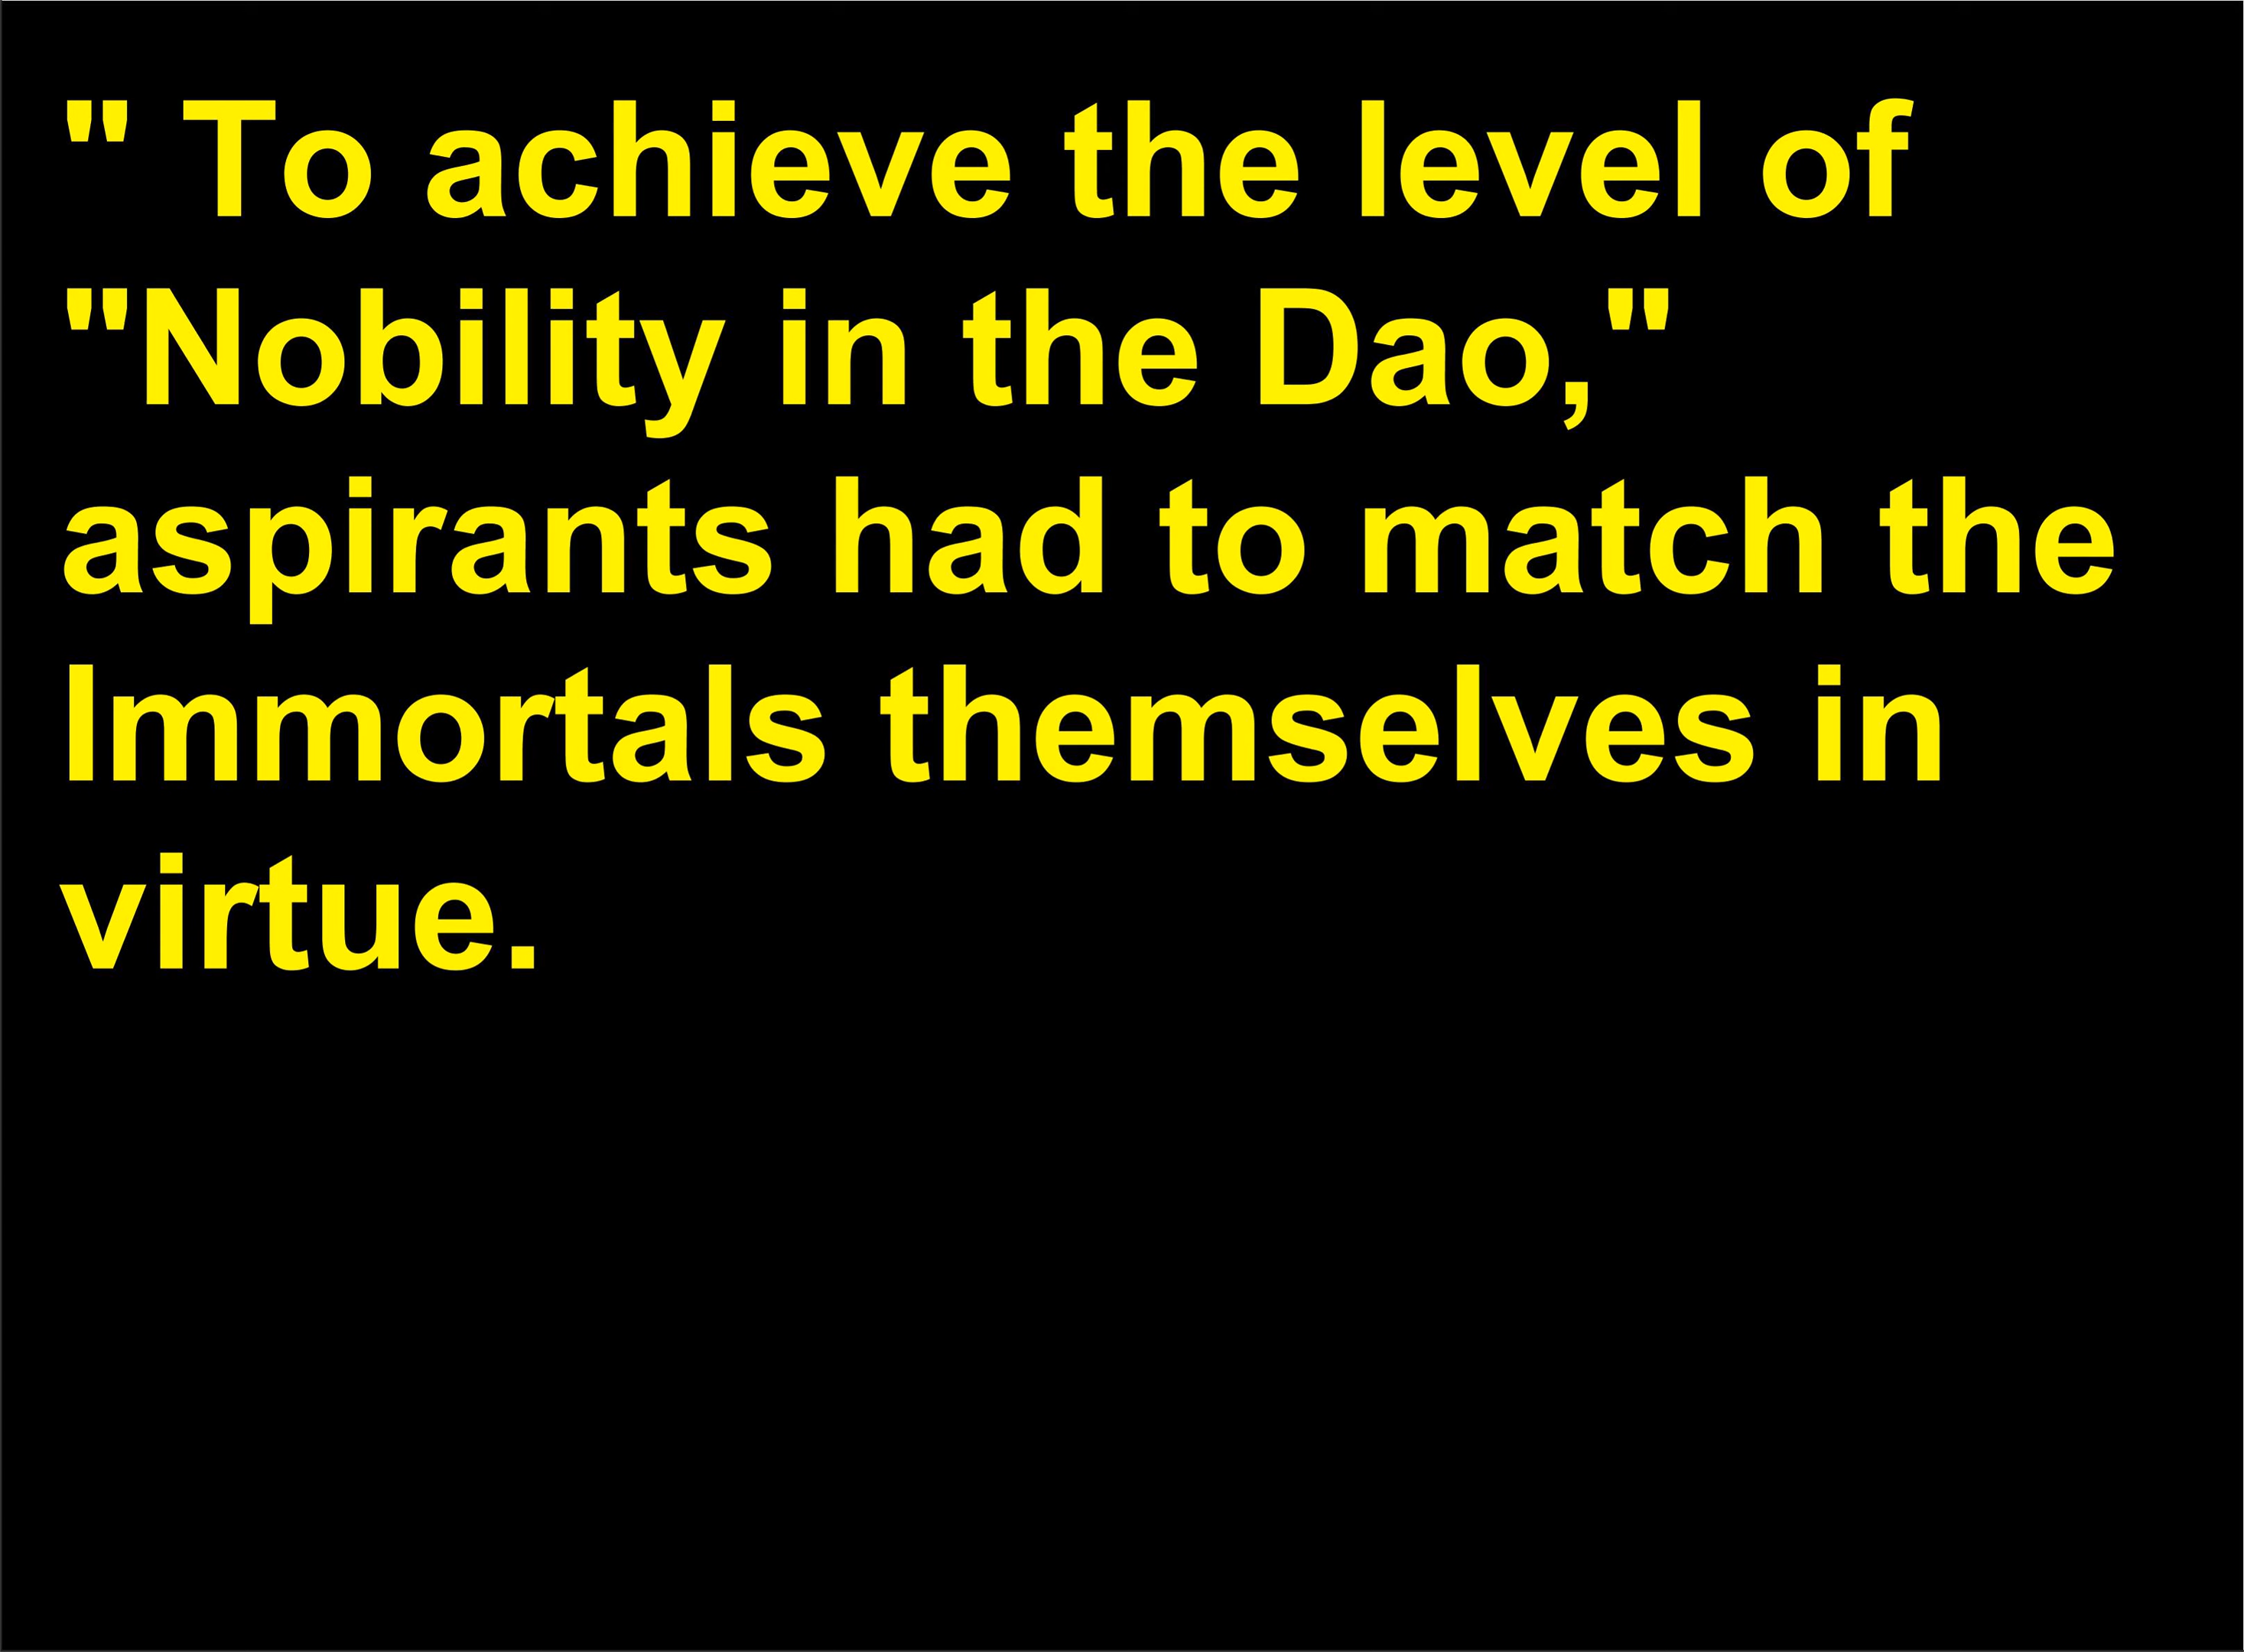 " To achieve the level of
"Nobility in the Dao,"
aspirants had to match the
Immortals themselves in
virtue.